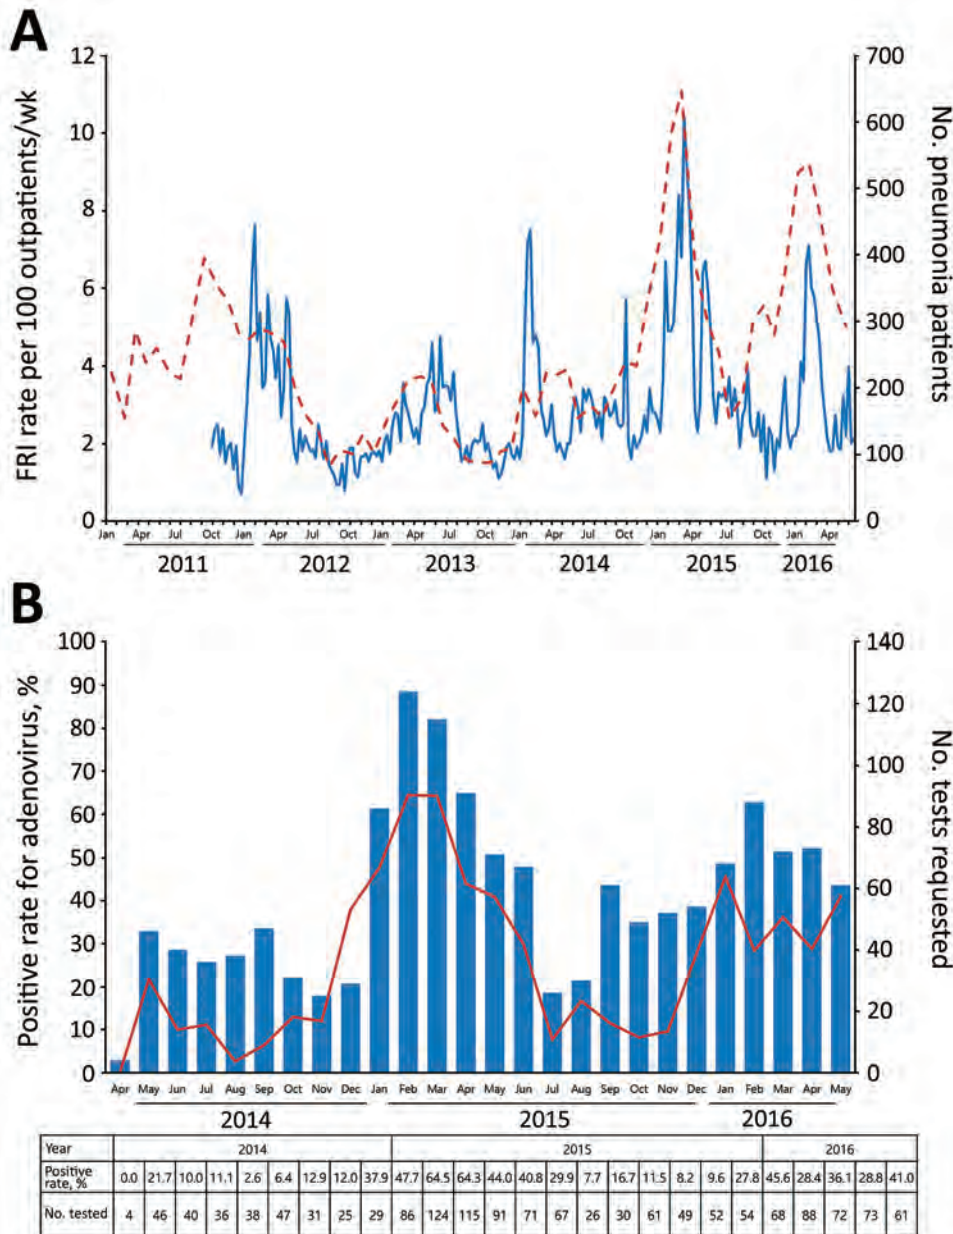 A
FRI rate per 100 outpatients/wk
12
10
8
6
4
2
0
700
600
500
400
300
200
100
0
No. pneumonia patients
Jan Apr Jul Oct Jan Apr Jul Oct Jan Apr Jul Oct Jan Apr Jul Oct Jan Apr Jul Oct Jan Apr
2011 2012 2013 2014 2015 2016
B
Positive rate for adenovirus, %
100
90
80
70
60
50
40
30
20
10
0
140
120
100
80
60
40
20
0
No. tests requested
Apr May Jun Jul Aug Sep Oct Nov Dec Jan Feb Mar Apr May Jun Jul Aug Sep Oct Nov Dec Jan Feb Mar Apr May
2014 2015 2016
Year 2014 2015 2016
Positive
rate, % 0.0 21.7 10.0 11.1 2.6 6.4 12.9 12.0 37.9 47.7 64.5 64.3 44.0 40.8 29.9 7.7 16.7 11.5 8.2 9.6 27.8 45.6 28.4 36.1 28.8 41.0
No. tested 4 46 40 36 38 47 31 25 29 86 124 115 91 71 67 26 30 61 49 52 54 68 88 72 73 61